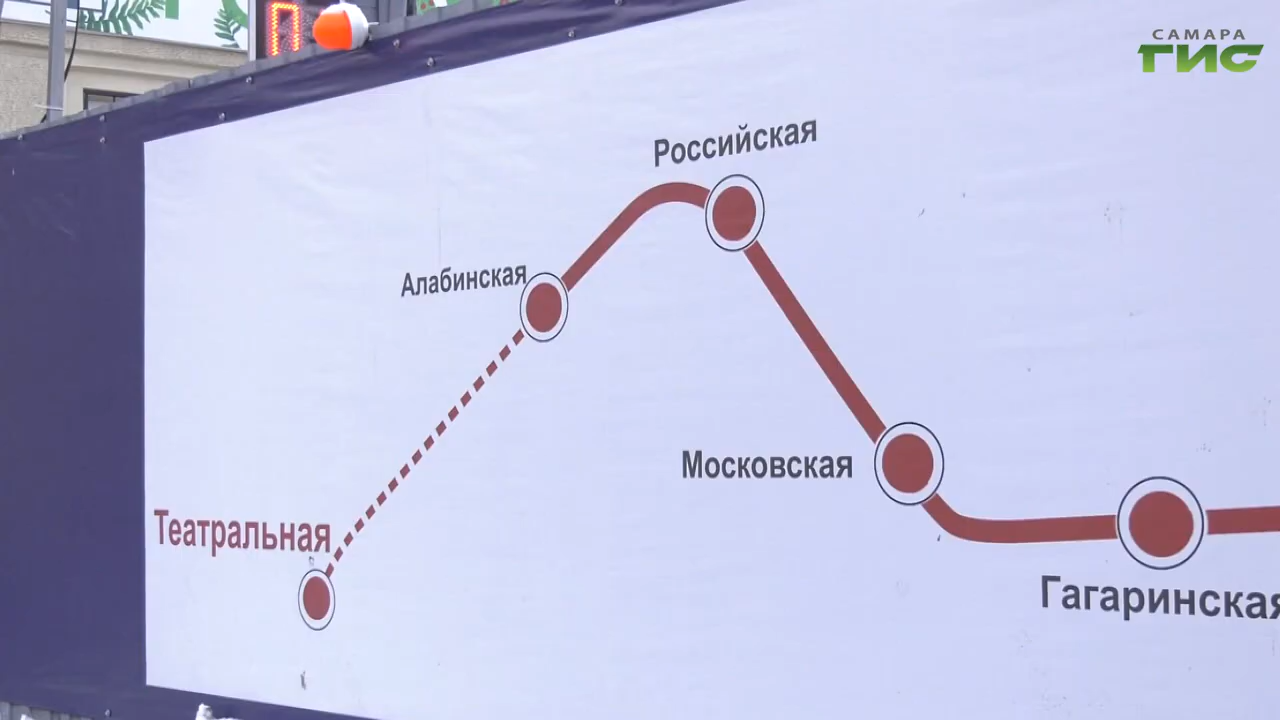 САМАРА
ГИС
П
Российская
Алабинская
Московская
Театральная
Гагаринская